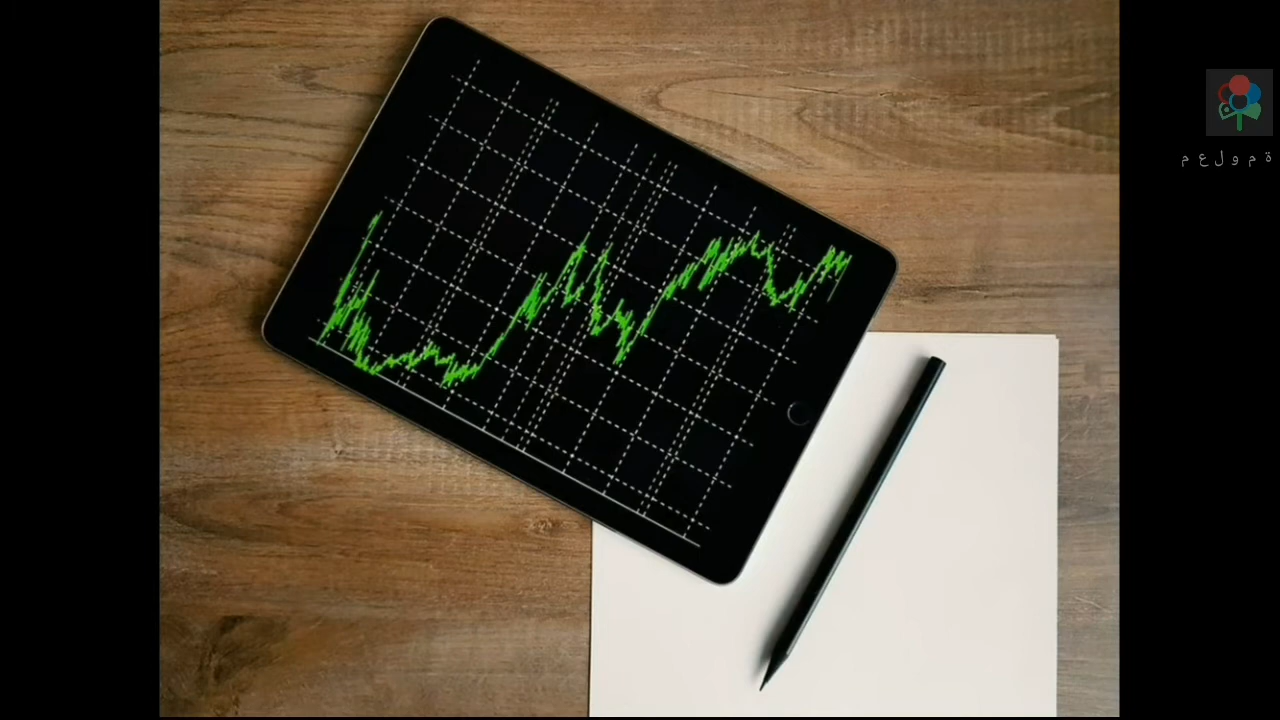 ة م و ل ع م